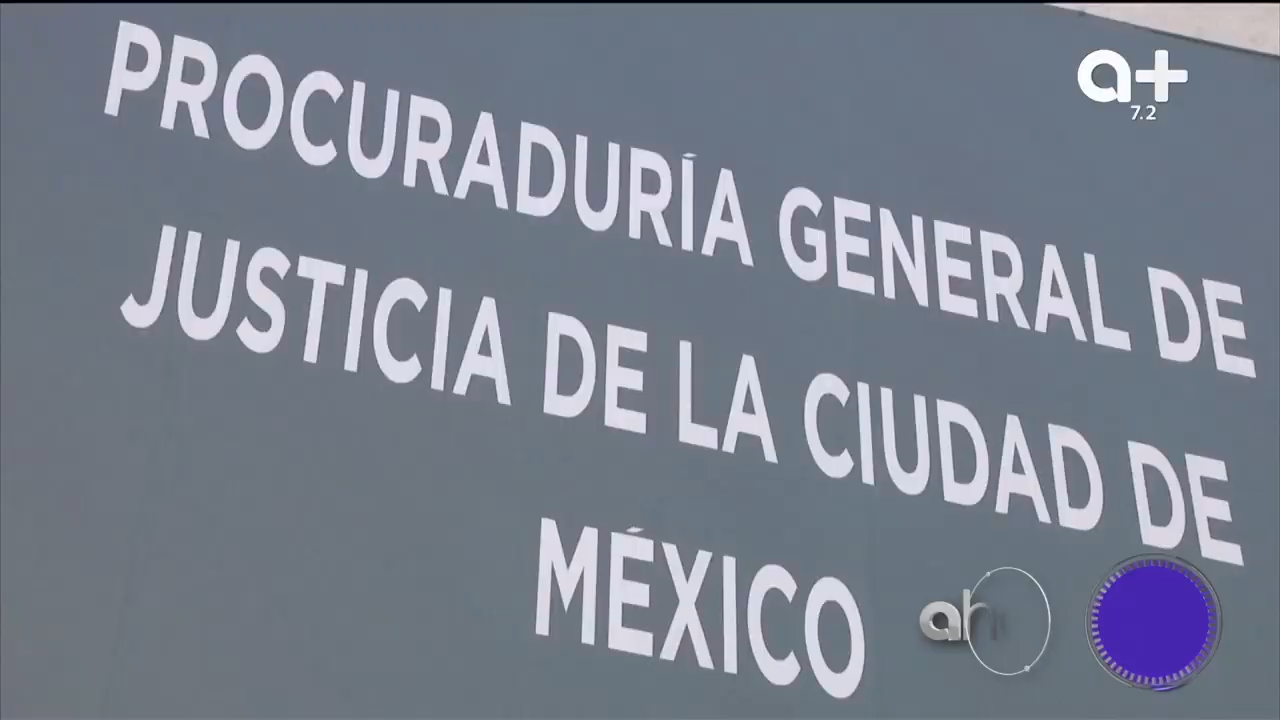 PROCURADURÍA GENERAL DE
JUSTICIA DE LA CIUDAD DE
MÉXICO
a+
7.2